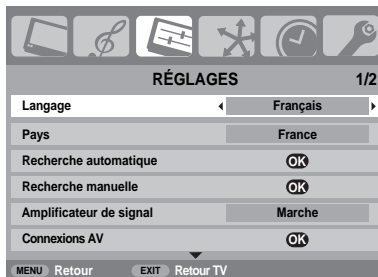 RÉGLAGES 1/2
Langage Français
Pays France
Recherche automatique OK
Recherche manuelle OK
Amplificateur de signal Marche
Connexions AV OK
MENU Retour EXIT Retour TV